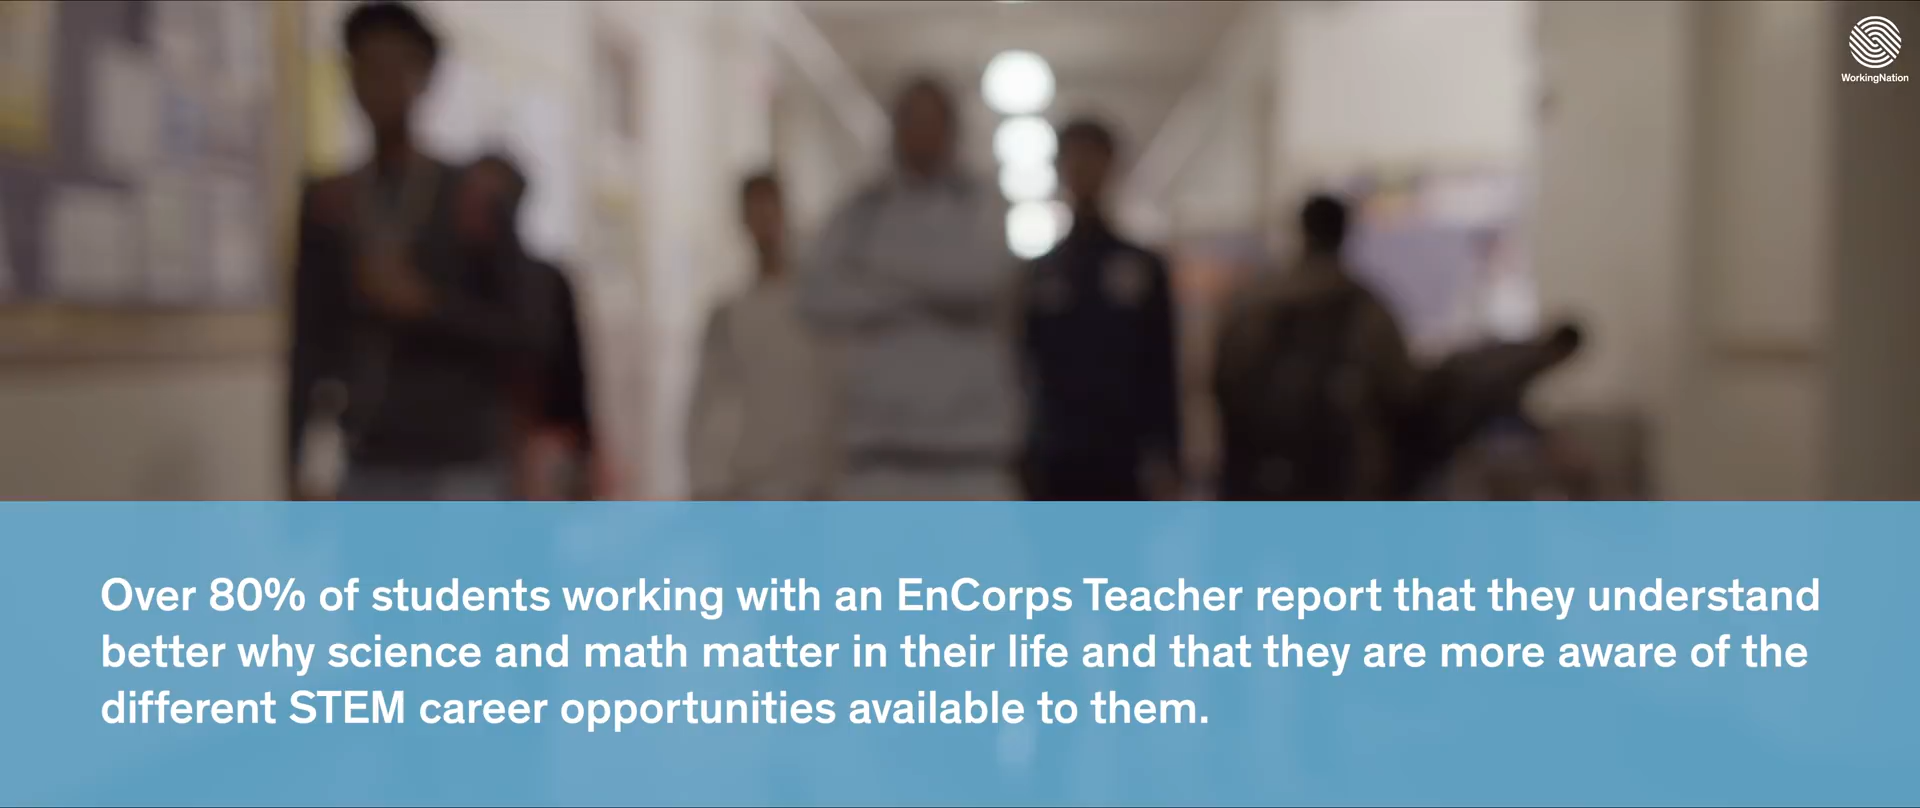 WorkingNation
Over 80% of students working with an EnCorps Teacher report that they understand
better why science and math matter in their life and that they are more aware of the
different STEM career opportunities available to them.